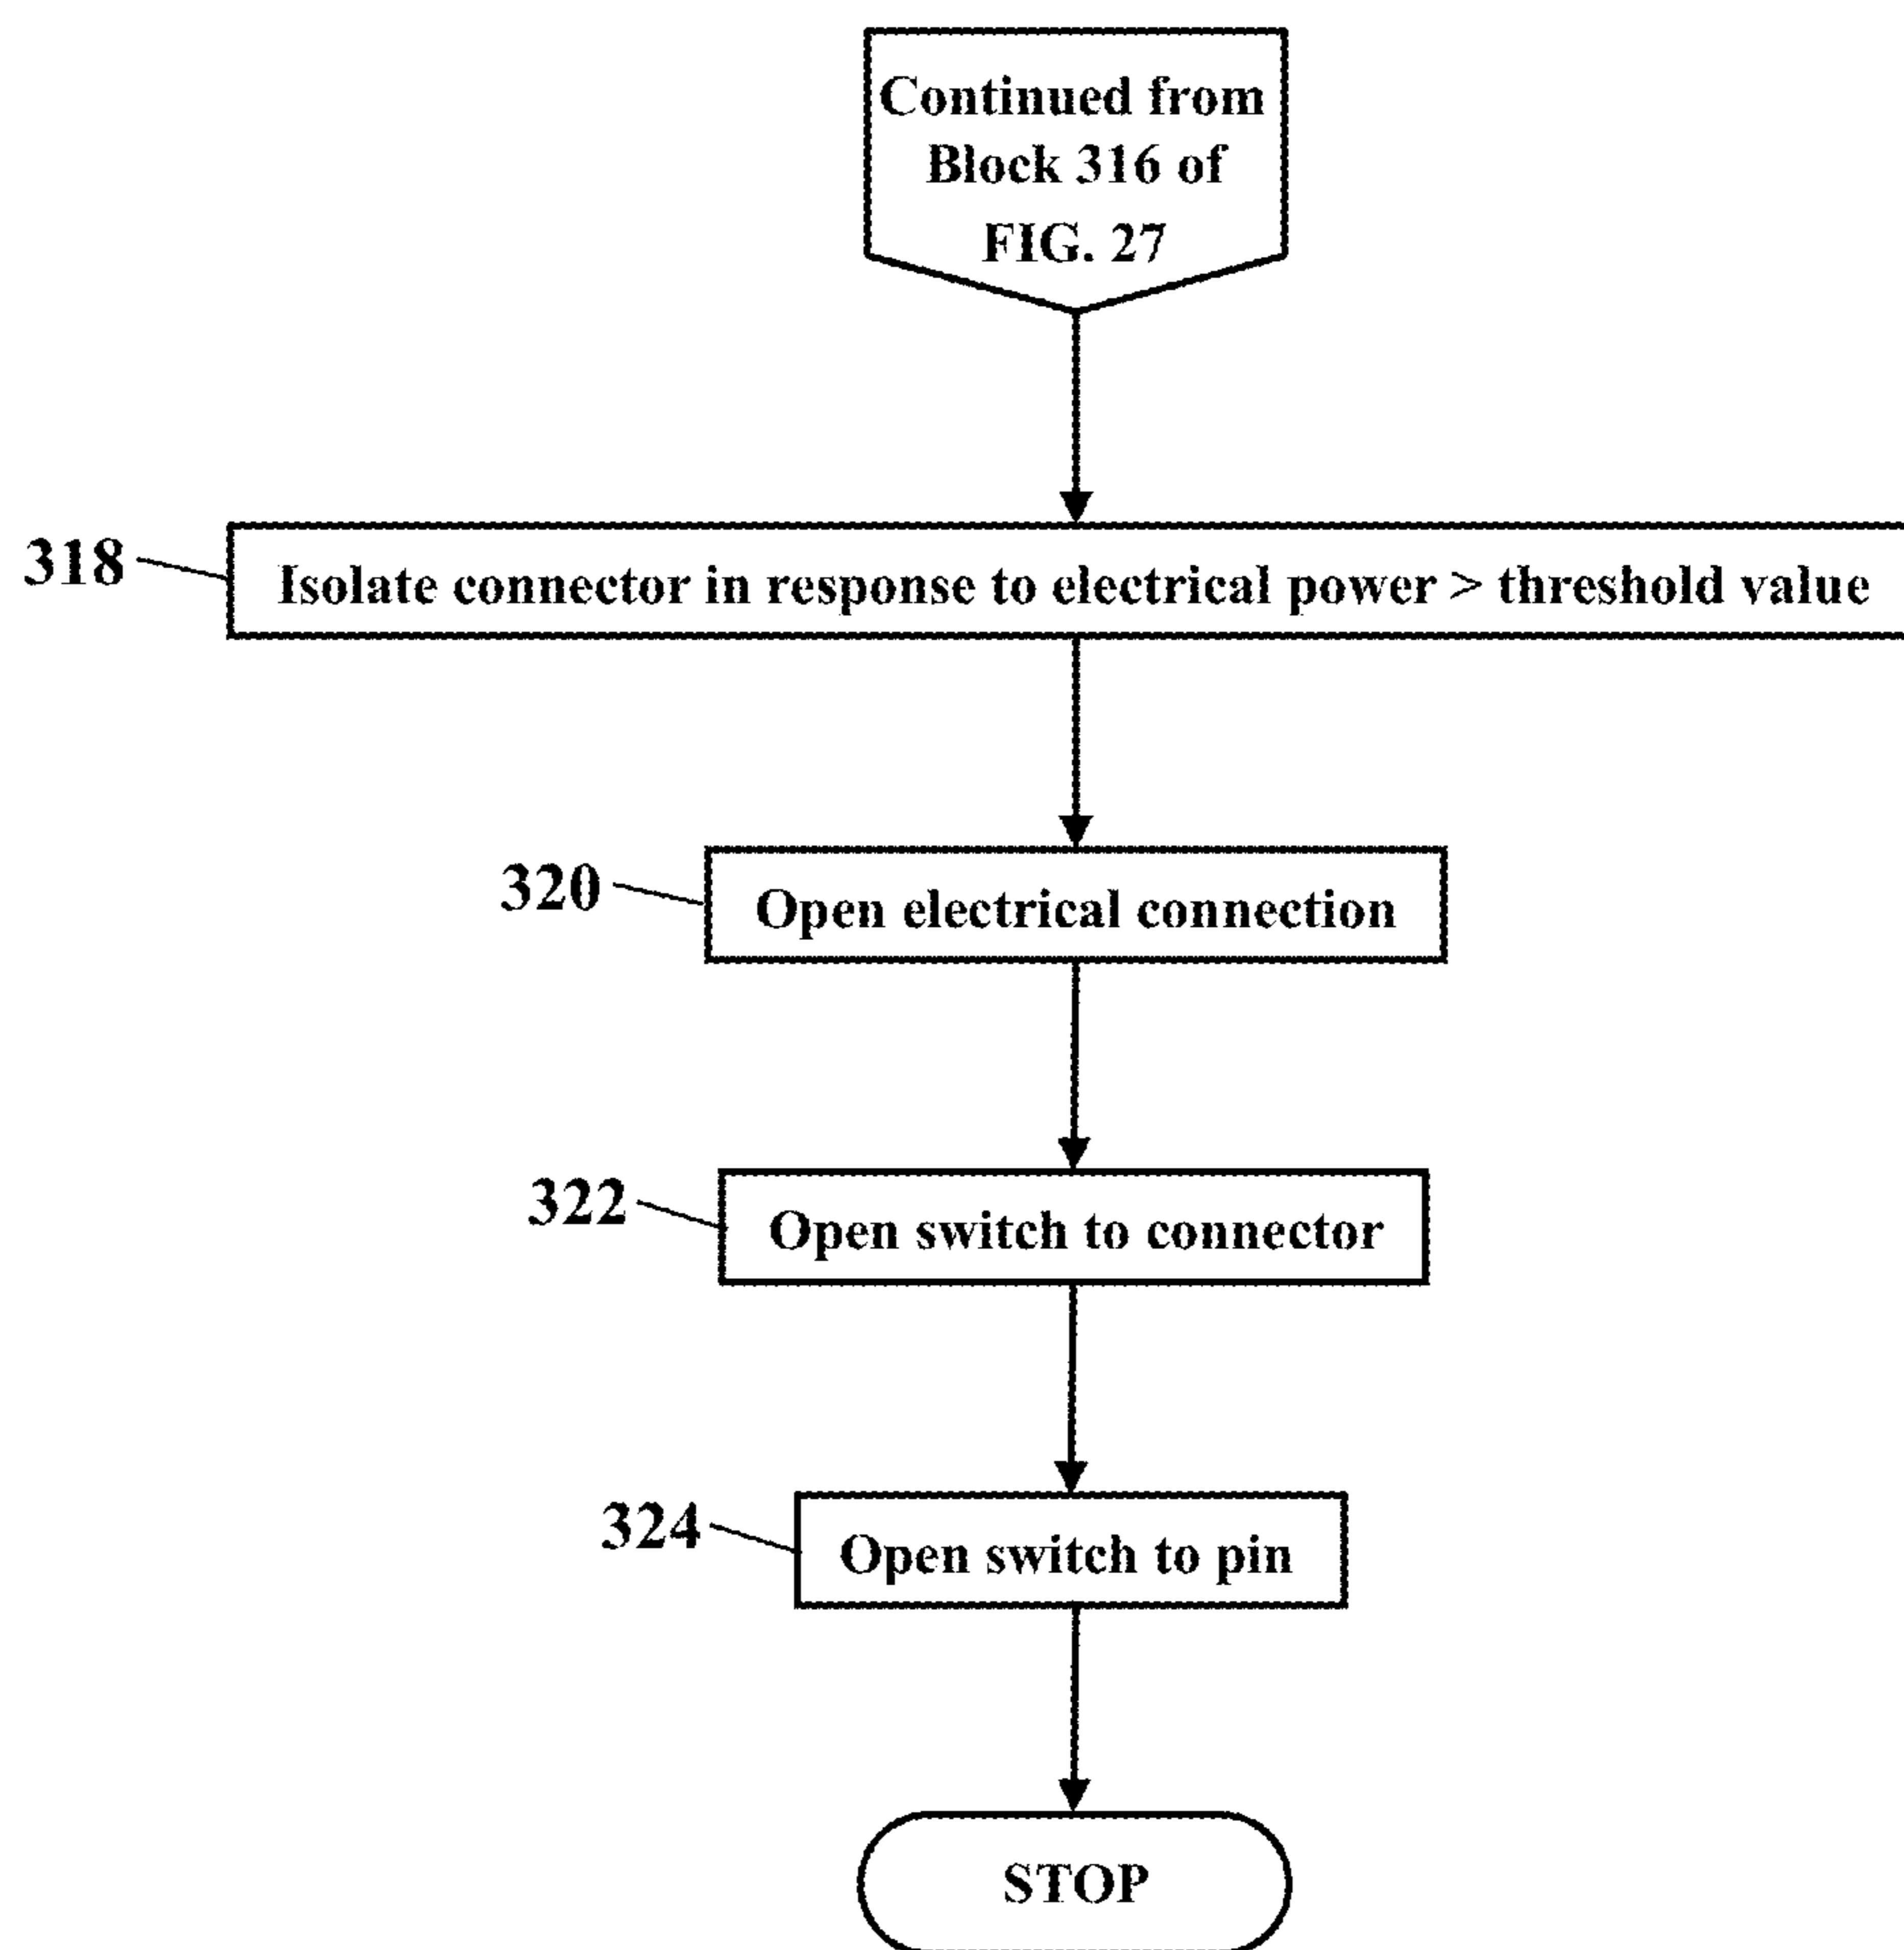 Continued from
Block 316 of
FIG. 27
318
Isolate connector in response to electrical power > threshold value
320
Open electrical connection
322
Open switch to connector
324
Open switch to pin
STOP